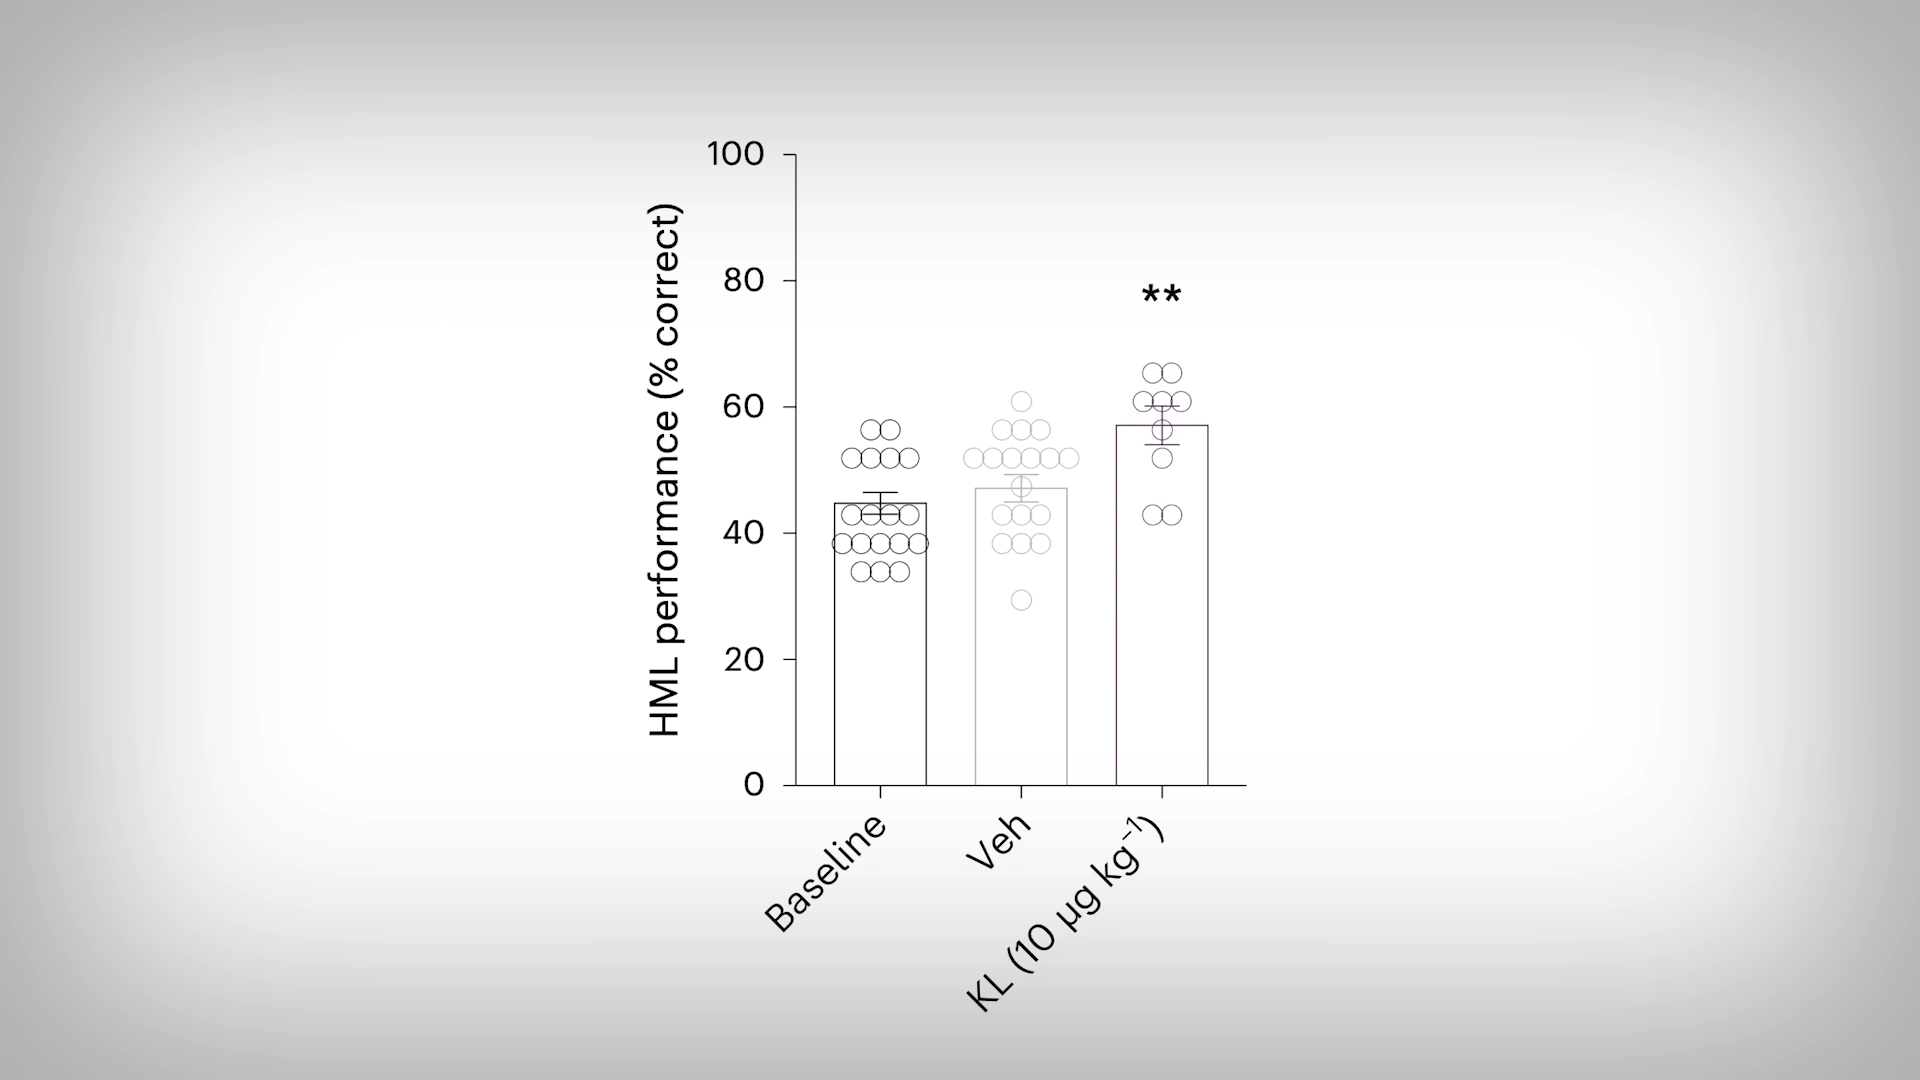 HML performance (% correct)
100
80
60
40
20
0
**
Baseline
Veh
KL (10 µg kg⁻¹)